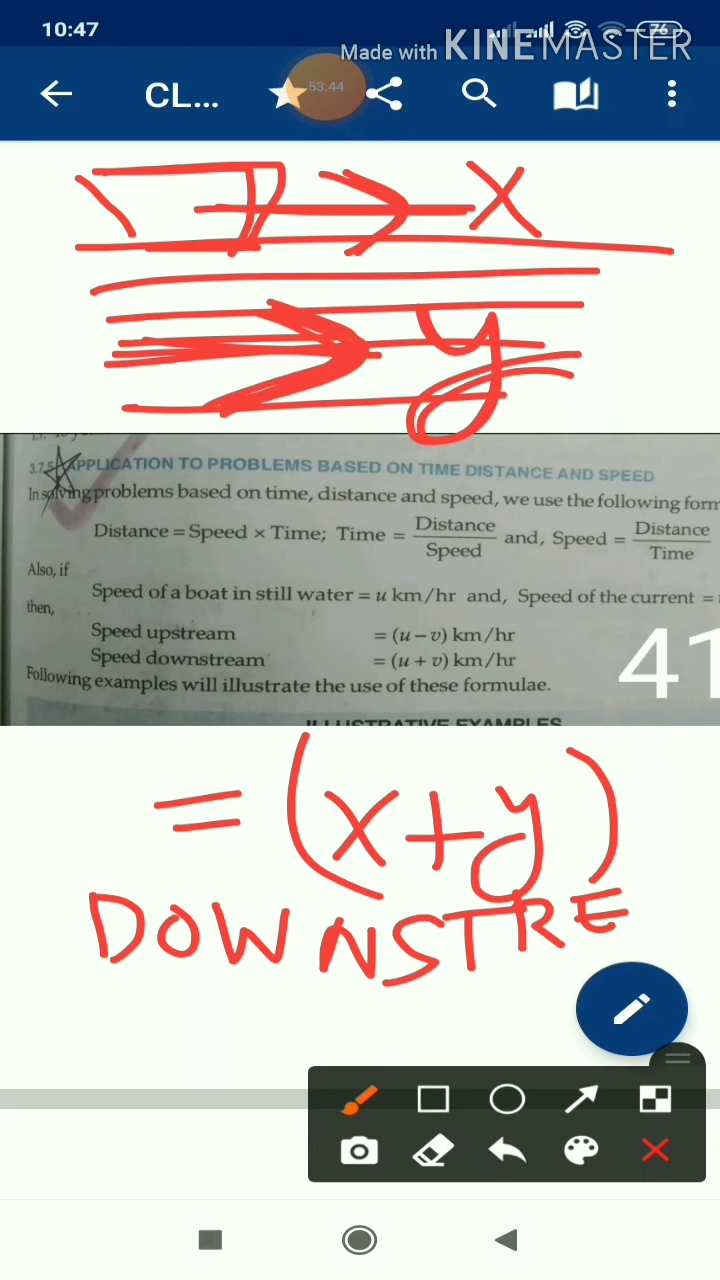 10:47
76
Made with KINEMASTER
CL...
53:44
x
y
3.7.5 APPLICATION TO PROBLEMS BASED ON TIME DISTANCE AND SPEED
In solving problems based on time, distance and speed, we use the following form
Distance = Speed × Time; Time = Distance/Speed and, Speed = Distance/Time
Also, if
Speed of a boat in still water = u km/hr and, Speed of the current =
then,
Speed upstream = (u − v) km/hr
Speed downstream = (u + v) km/hr
41
Following examples will illustrate the use of these formulae.
ILLUSTRATIVE EXAMPLES
= (x+y)
DOWNSTRE